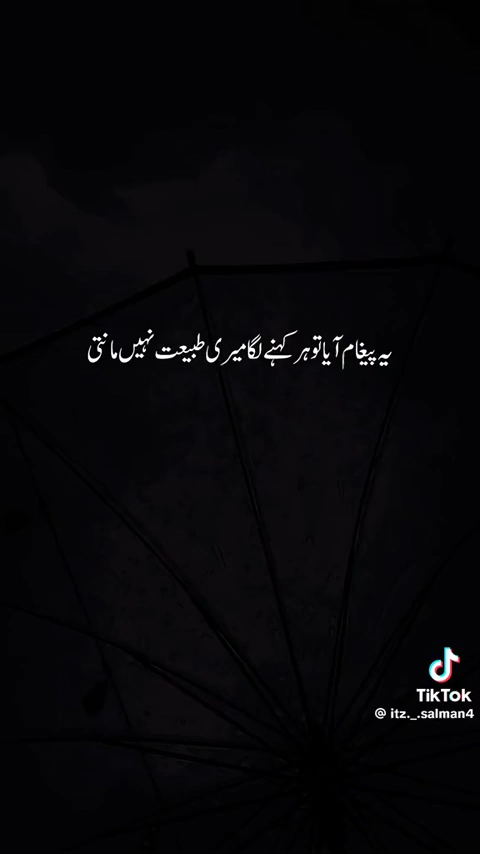 یہ پیغام آیا تو ہر کہنے لگا میری طبیعت نہیں مانتی
TikTok
@ itz._.salman4